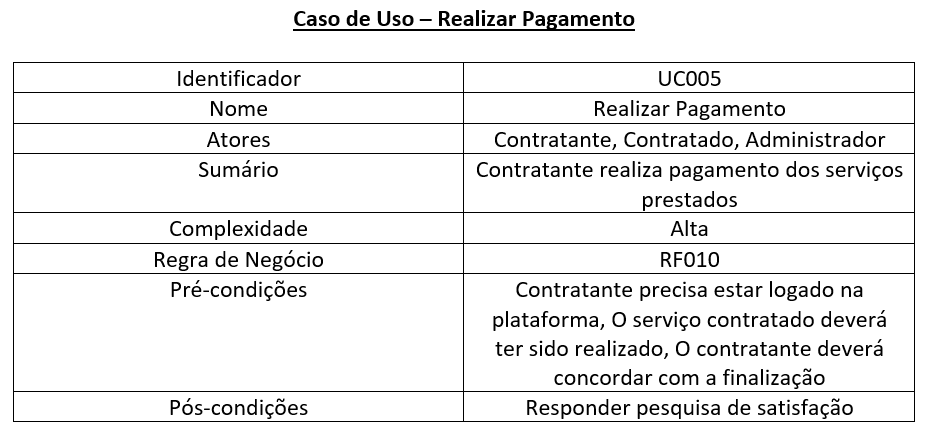 Caso de Uso – Realizar Pagamento
Identificador UC005
Nome Realizar Pagamento
Atores Contratante, Contratado, Administrador
Sumário Contratante realiza pagamento dos serviços
prestados
Complexidade Alta
Regra de Negócio RF010
Pré-condições Contratante precisa estar logado na
plataforma, O serviço contratado deverá
ter sido realizado, O contratante deverá
concordar com a finalização
Pós-condições Responder pesquisa de satisfação